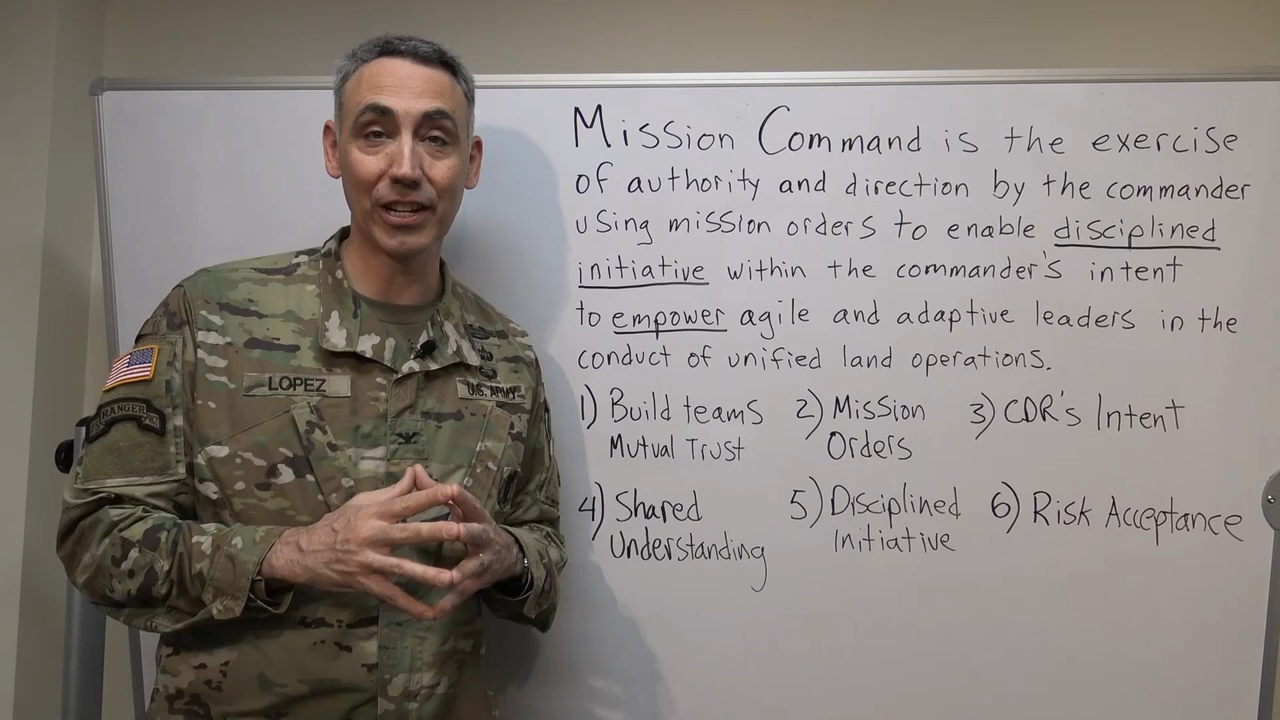 Mission Command is the exercise
of authority and direction by the commander
using mission orders to enable disciplined
initiative within the commander's intent
to empower agile and adaptive leaders in the
conduct of unified land operations.
1) Build teams
Mutual Trust
2) Mission
Orders
3) CDR's Intent
4) Shared
Understanding
5) Disciplined
Initiative
6) Risk Acceptance
LOPEZ
U.S. ARMY
RANGER